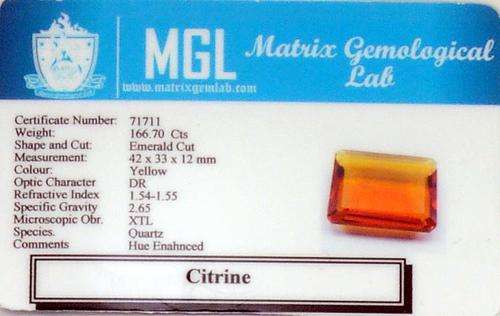 MGL
www.matrixgemlab.com
Matrix Gemological
Lab
Certificate Number: 71711
Weight: 166.70 Cts
Shape and Cut: Emerald Cut
Measurement: 42 x 33 x 12 mm
Colour: Yellow
Optic Character DR
Refractive Index 1.54-1.55
Specific Gravity 2.65
Microscopic Obr. XTL
Species. Quartz
Comments Hue Enahnced
Citrine